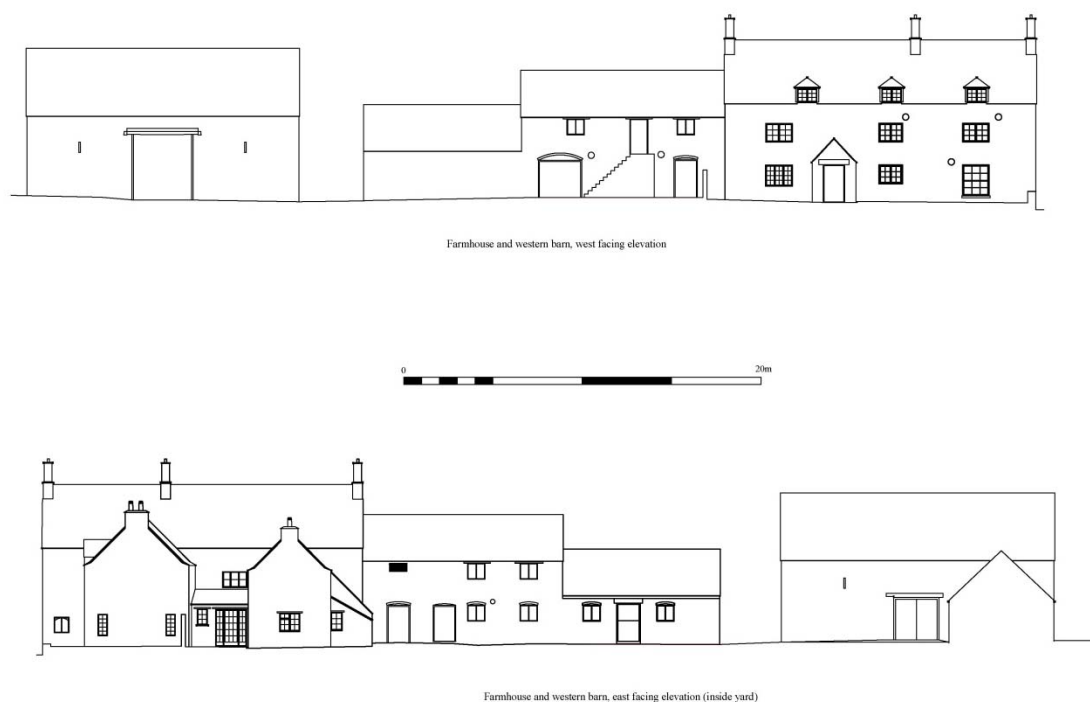 Farmhouse and western barn, west facing elevation
0 20m
Farmhouse and western barn, east facing elevation (inside yard)